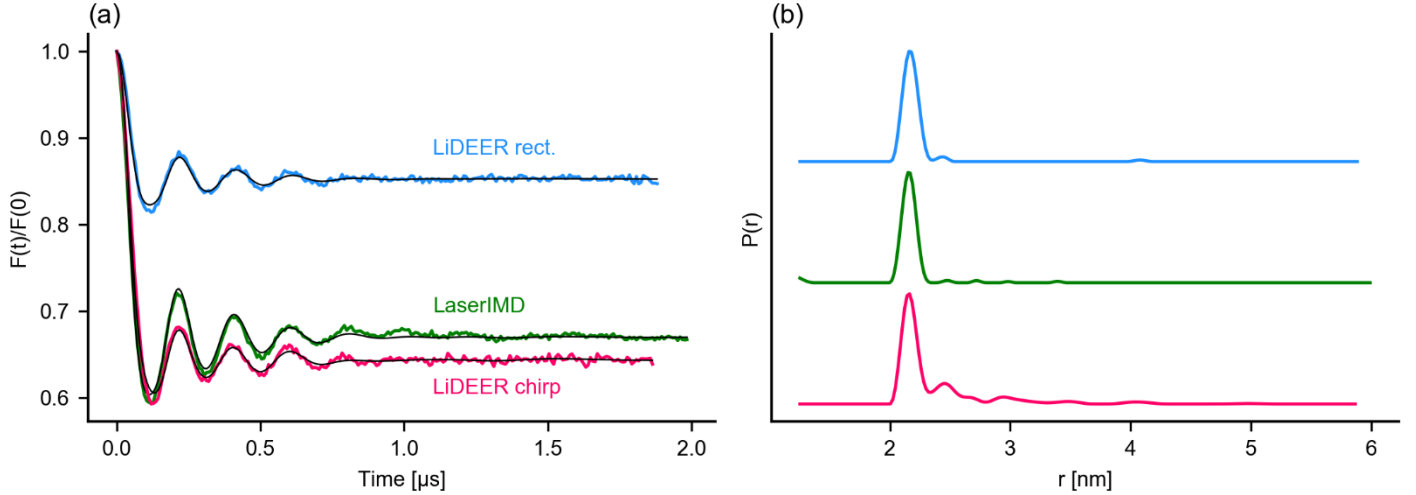 (a)
1.0
0.9
0.8
0.7
0.6
F(t)/F(0)
LiDEER rect.
LaserIMD
LiDEER chirp
0.0
0.5
1.0
1.5
2.0
Time [µs]
(b)
P(r)
2
3
4
5
6
r [nm]